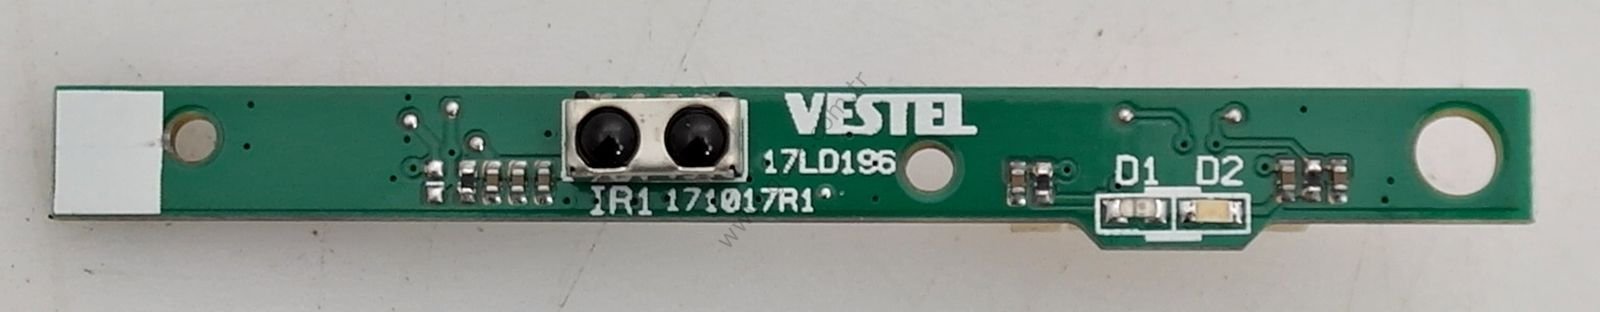 VESTEL
17LD196
IR1 171017R1
D1 D2